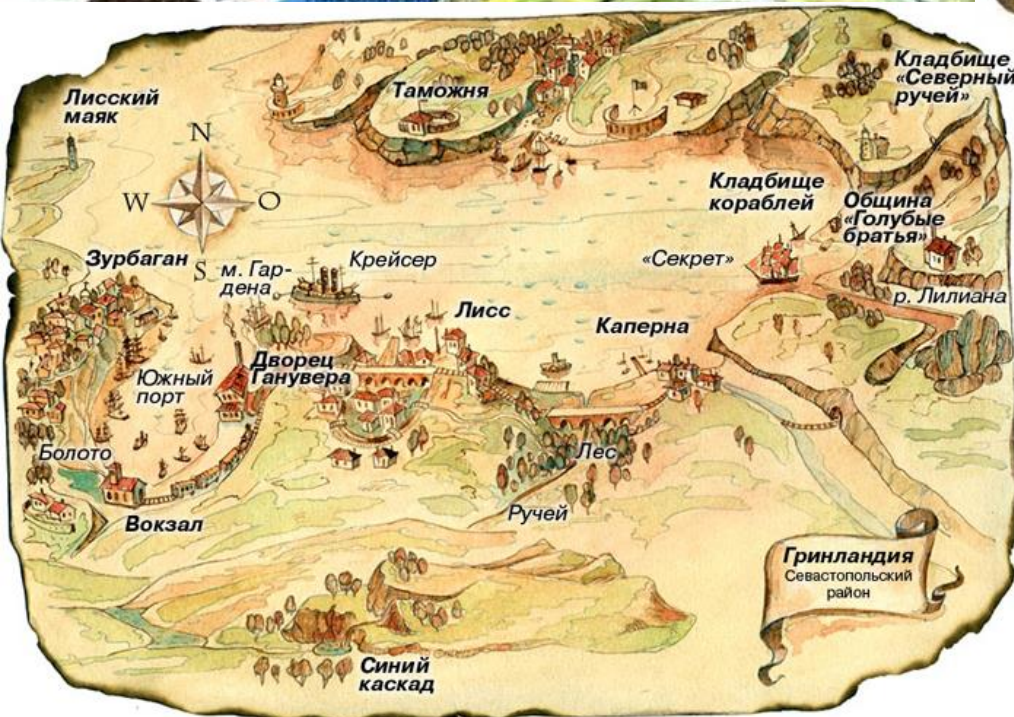 Лисский
маяк
N
W
O
S
Таможня
Кладбище
«Северный
ручей»
Кладбище
кораблей
Община
«Голубые
братья»
Зурбаган
м. Гар-
дена
Крейсер
«Секрет»
р. Лилиана
Лисс
Каперна
Дворец
Ганувера
Южный
порт
Болото
Лес
Вокзал
Ручей
Гринландия
Севастопольский
район
Синий
каскад